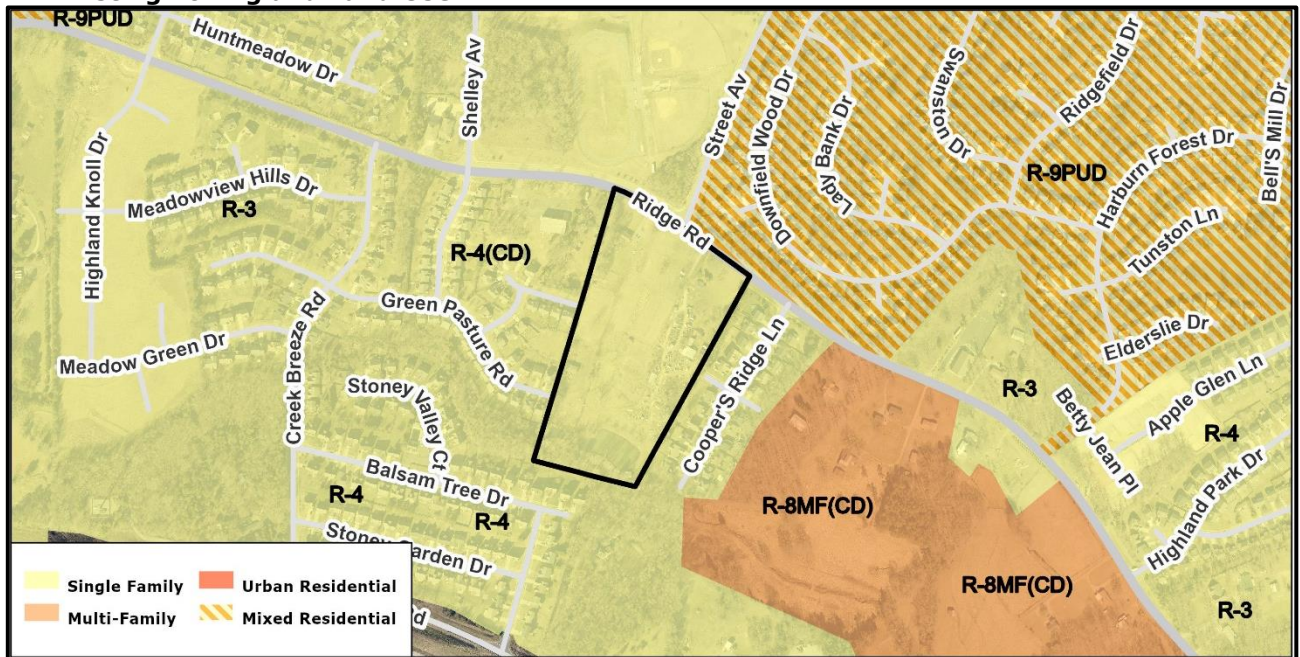 R-9PUD
Huntmeadow Dr
Shelley Av
Street Av
Downfield Wood Dr
Lady Bank Dr
Swanston Dr
Ridgefield Dr
R-9PUD
Harburn Forest Dr
Bell'S Mill Dr
Tunston Ln
Elderslie Dr
Highland Knoll Dr
Meadowview Hills Dr
R-3
R-4(CD)
Ridge Rd
Green Pasture Rd
Meadow Green Dr
Creek Breeze Rd
Stoney Valley Ct
Cooper'S Ridge Ln
R-3
Betty Jean Pl
Apple Glen Ln
R-4
Highland Park Dr
Balsam Tree Dr
R-4
R-4
R-8MF(CD)
R-8MF(CD)
R-3
Single Family
Urban Residential
Multi-Family
Mixed Residential